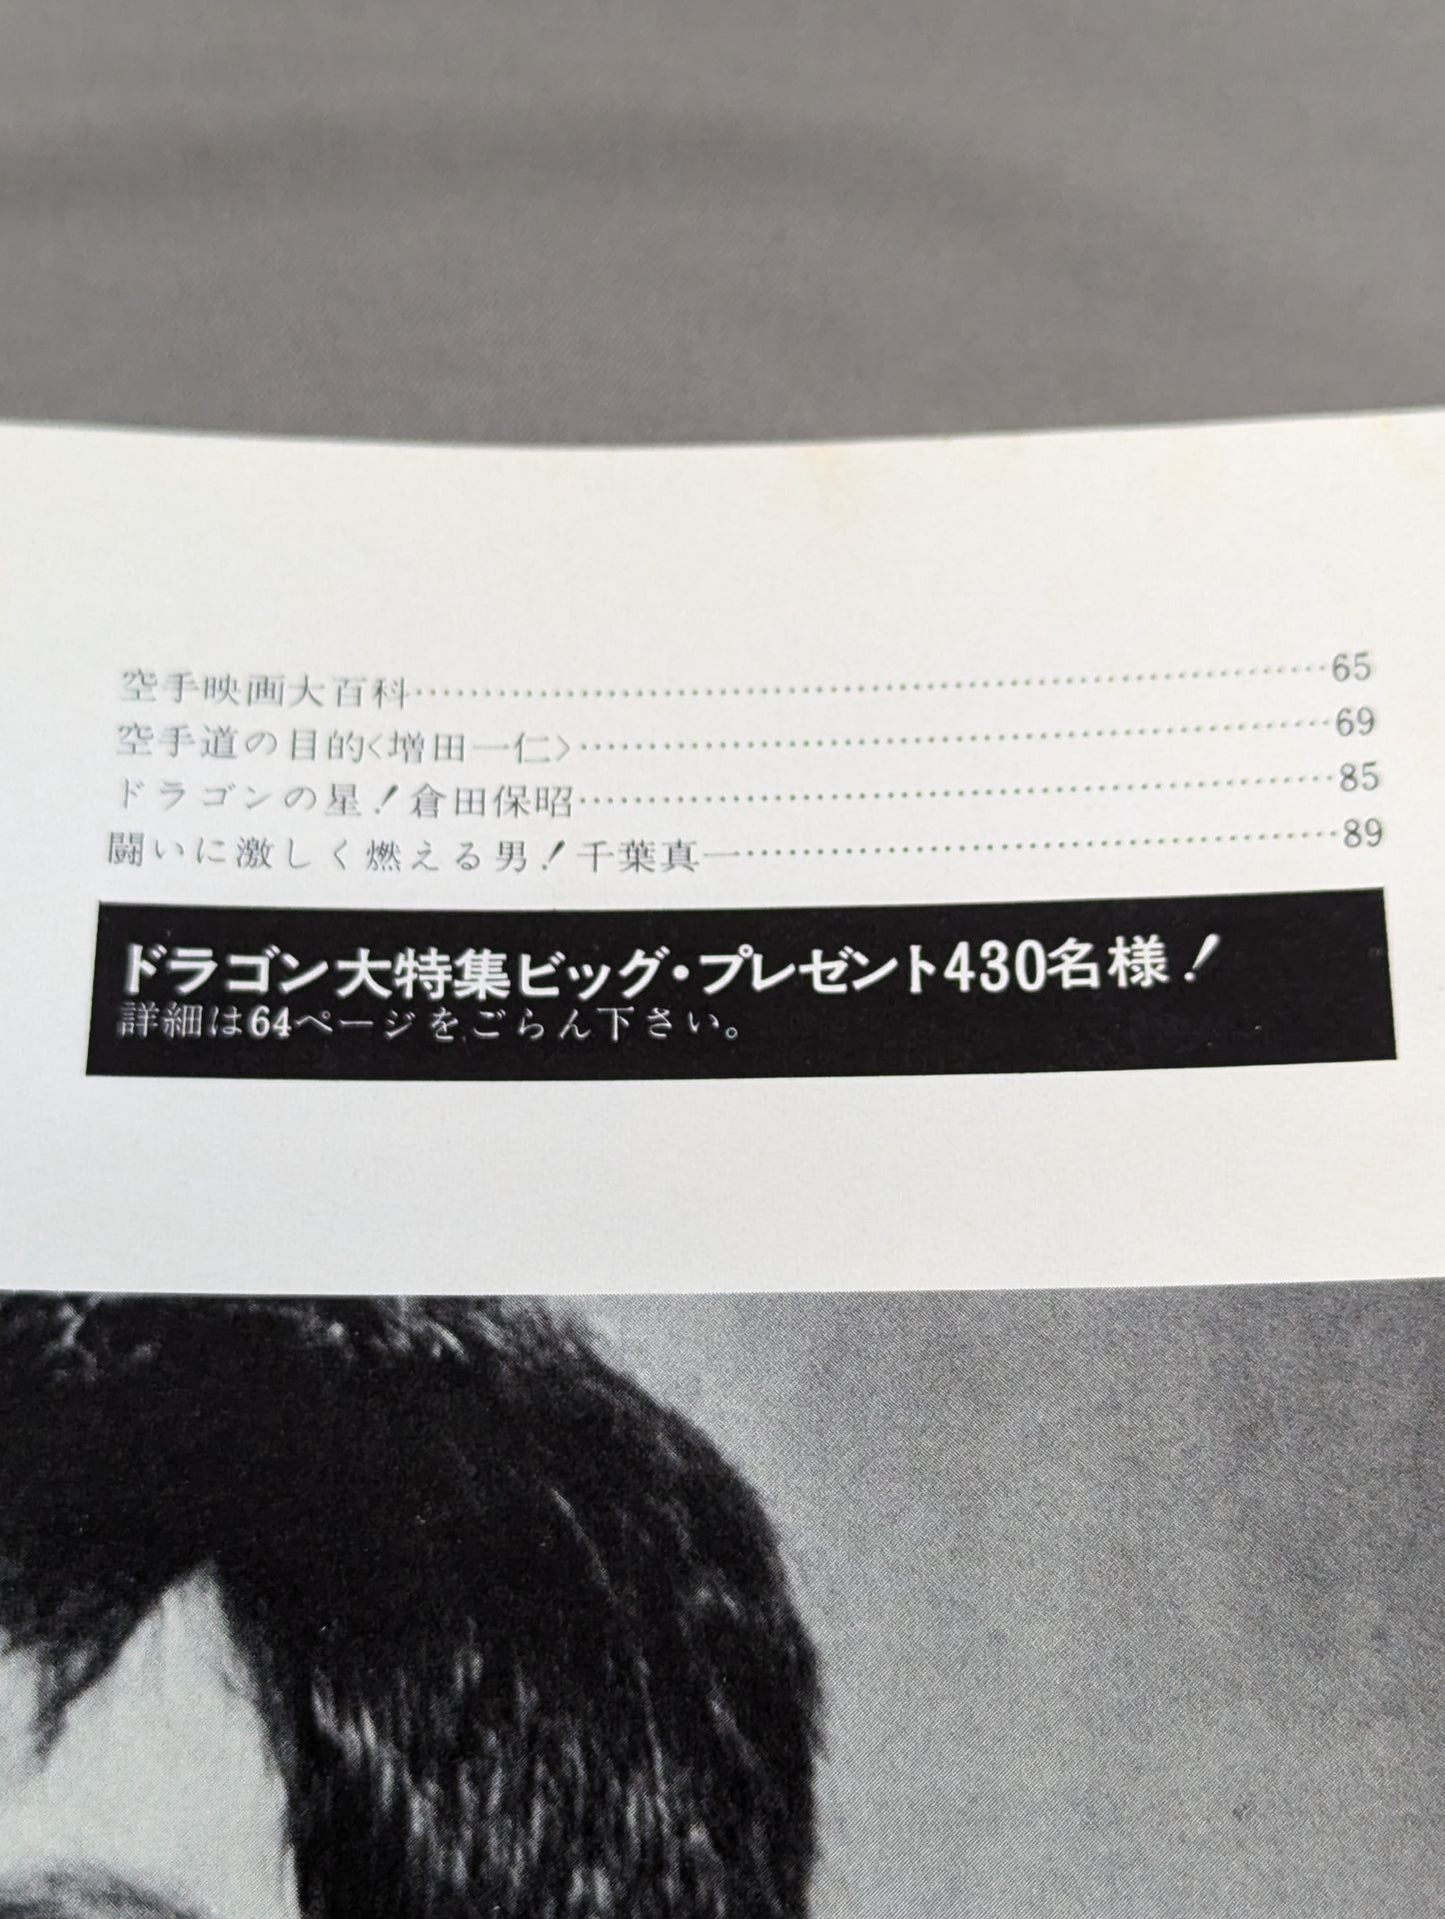 空手映画大百科……………………………………………65
空手道の目的<増田一仁>……………………………………69
ドラゴンの星!倉田保昭……………………………………85
闘いに激しく燃える男!千葉真一……………………………89
ドラゴン大特集ビッグ・プレゼント430名様!
詳細は64ページをごらん下さい。